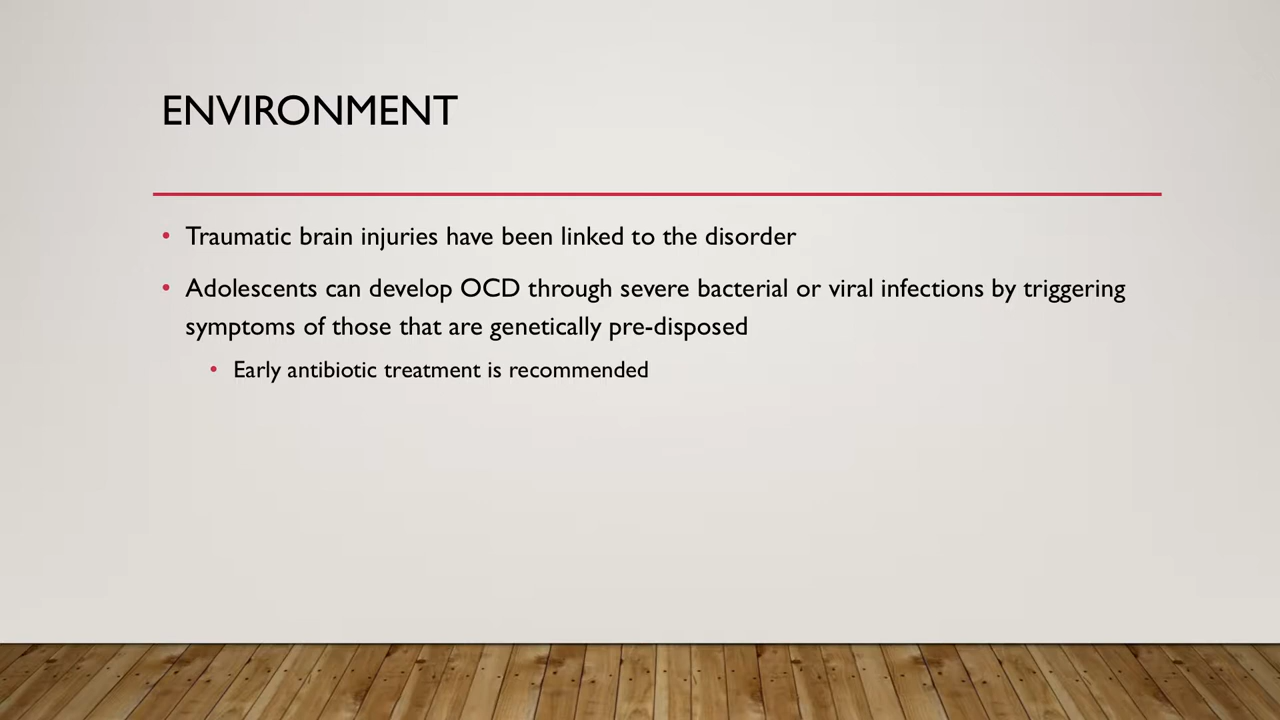 ENVIRONMENT
• Traumatic brain injuries have been linked to the disorder
• Adolescents can develop OCD through severe bacterial or viral infections by triggering
symptoms of those that are genetically pre-disposed
• Early antibiotic treatment is recommended